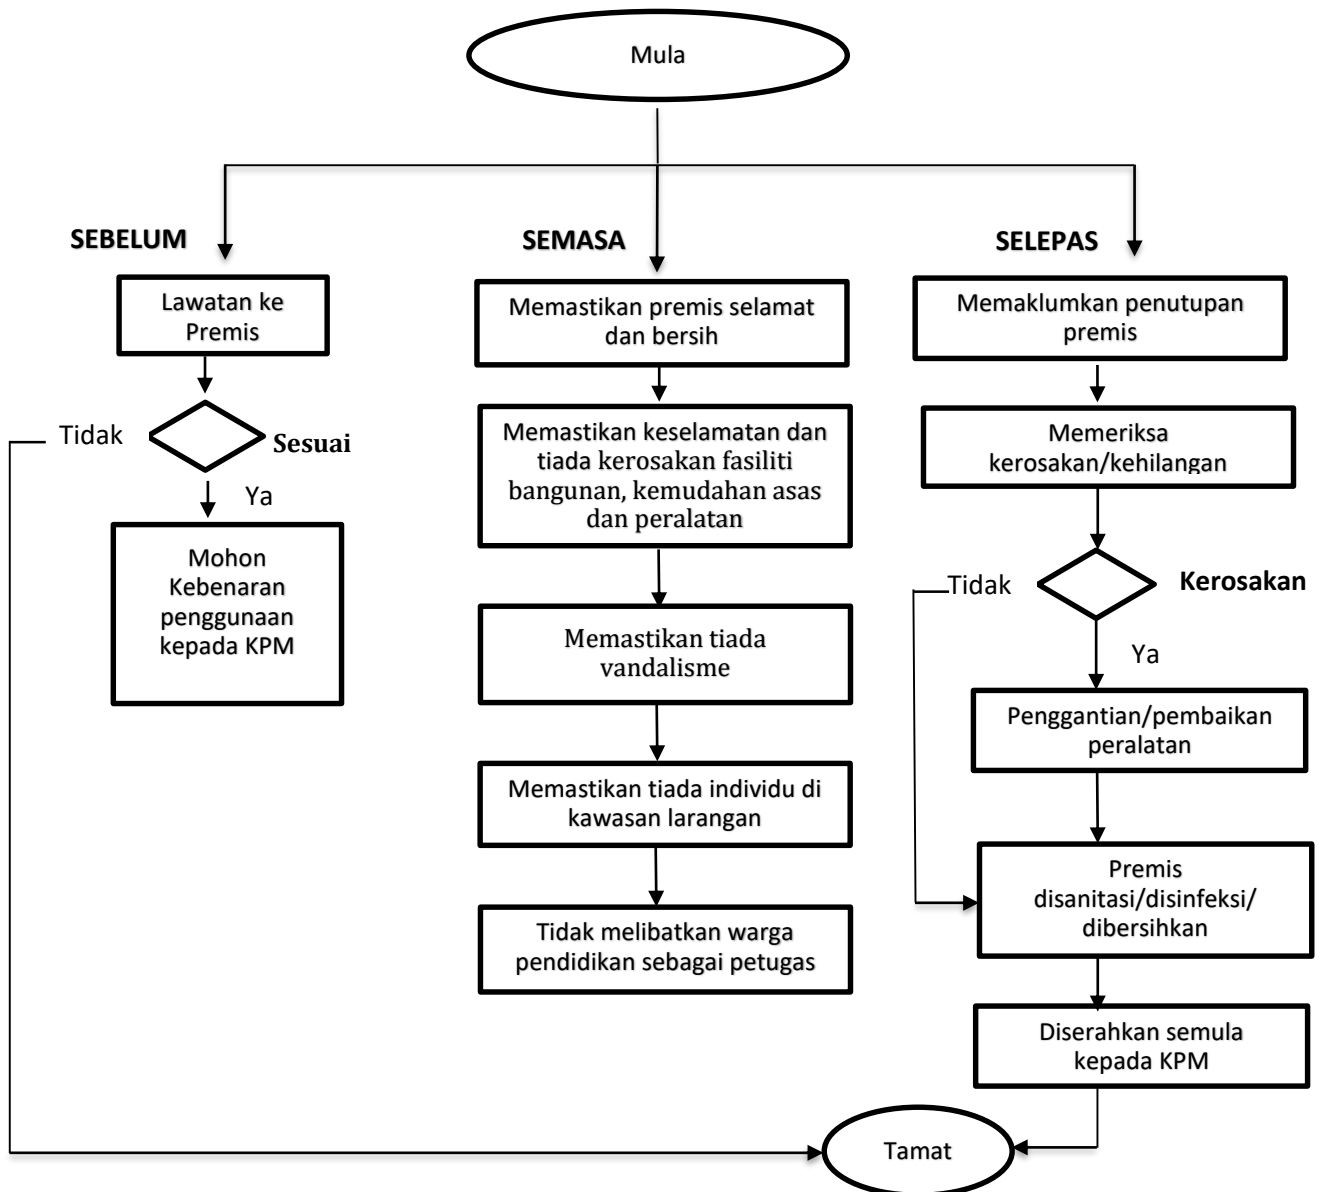 Mula
SEBELUM
Lawatan ke
Premis
Tidak
Sesuai
Ya
Mohon
Kebenaran
penggunaan
kepada KPM
SEMASA
Memastikan premis selamat
dan bersih
Memastikan keselamatan dan
tiada kerosakan fasiliti
bangunan, kemudahan asas
dan peralatan
Memastikan tiada
vandalisme
Memastikan tiada individu di
kawasan larangan
Tidak melibatkan warga
pendidikan sebagai petugas
SELEPAS
Memaklumkan penutupan
premis
Memeriksa
kerosakan/kehilangan
Tidak
Kerosakan
Ya
Penggantian/pembaikan
peralatan
Premis
disanitasi/disinfeksi/
dibersihkan
Diserahkan semula
kepada KPM
Tamat